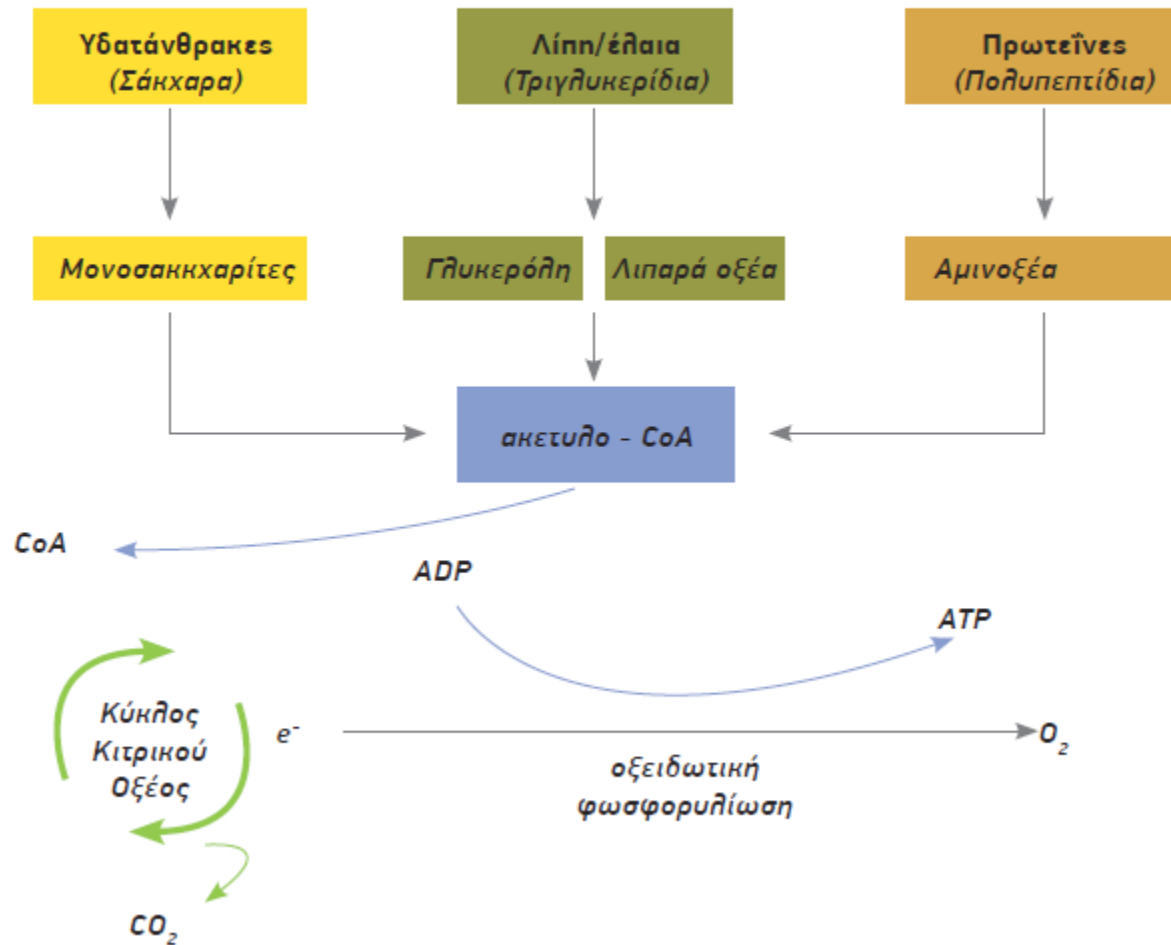 Υδατάνθρακες
(Σάκχαρα)
Λίπη/έλαια
(Τριγλυκερίδια)
Πρωτεΐνες
(Πολυπεπτίδια)
Μονοσακκχαρίτες
Γλυκερόλη
Λιπαρά οξέα
Αμινοξέα
ακετυλο - CoA
CoA
ADP
ATP
Κύκλος
Κιτρικού
Οξέος
e⁻
O₂
οξειδωτική
φωσφορυλίωση
CO₂